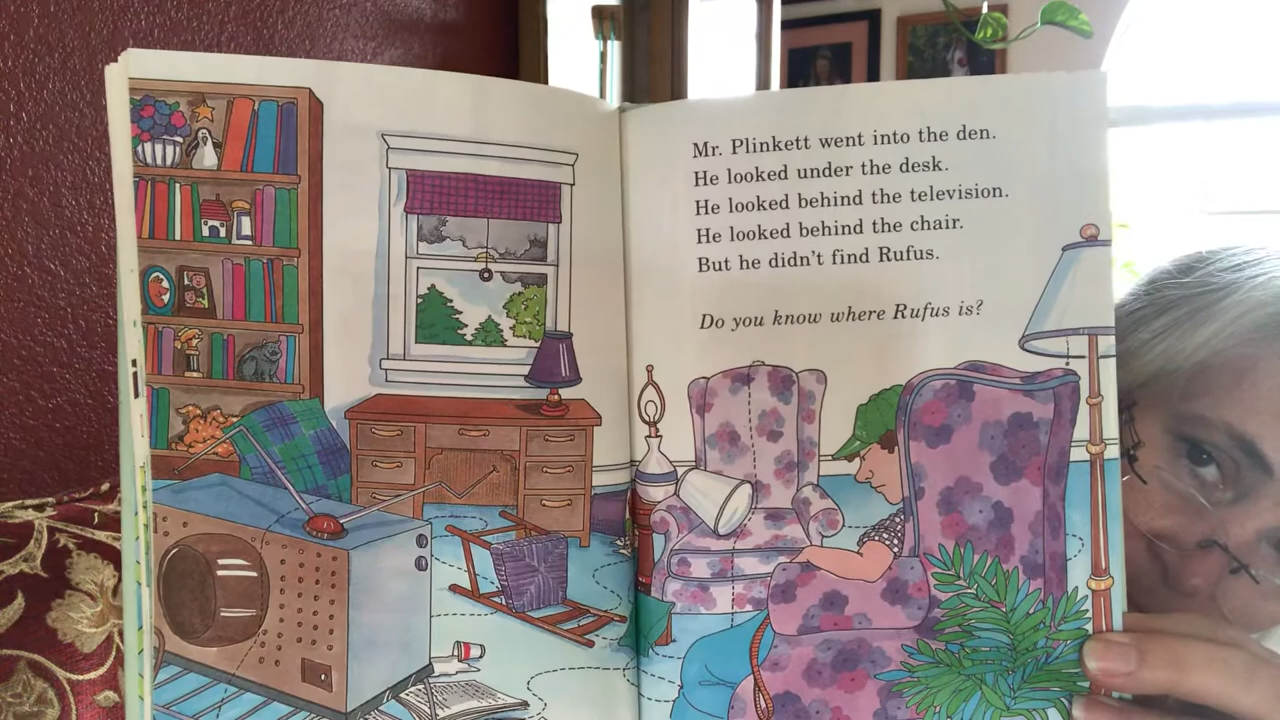 Mr. Plinkett went into the den.
He looked under the desk.
He looked behind the television.
He looked behind the chair.
But he didn't find Rufus.
Do you know where Rufus is?